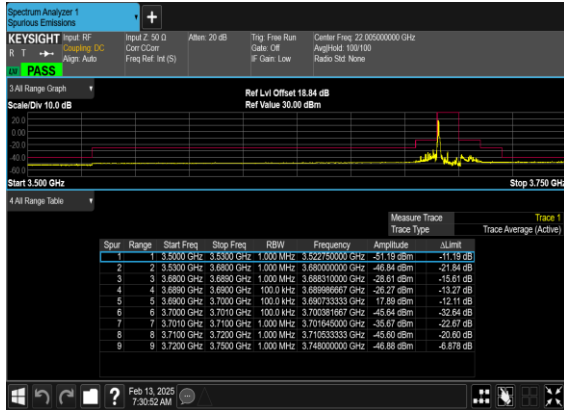 Spectrum Analyzer 1
Spurious Emissions
KEYSIGHT Input: RF Input Z: 50 Ω Atten: 20 dB Trig: Free Run Center Freq: 22.005000000 GHz
R T Coupling: DC Corr CCorr Gate: Off Avg|Hold: 100/100
Align: Auto Freq Ref: Int (S) IF Gain: Low Radio Std: None
LW PASS
3 All Range Graph
Ref Lvl Offset 18.84 dB
Scale/Div 10.0 dB Ref Value 30.00 dBm
20.0
0.00
-20.0
-40.0
-60.0
Start 3.500 GHz Stop 3.750 GHz
4 All Range Table
Measure Trace Trace 1
Trace Type Trace Average (Active)
Spur Range Start Freq Stop Freq RBW Frequency Amplitude ΔLimit
1 1 3.5000 GHz 3.5300 GHz 1.000 MHz 3.522750000 GHz -51.19 dBm -11.19 dB
2 2 3.5300 GHz 3.6800 GHz 1.000 MHz 3.680000000 GHz -46.84 dBm -21.84 dB
3 3 3.6800 GHz 3.6890 GHz 1.000 MHz 3.688310000 GHz -28.61 dBm -15.61 dB
4 4 3.6890 GHz 3.6900 GHz 100.0 kHz 3.689986667 GHz -26.27 dBm -13.27 dB
5 5 3.6900 GHz 3.7000 GHz 100.0 kHz 3.690733333 GHz 17.89 dBm -12.11 dB
6 6 3.7000 GHz 3.7010 GHz 100.0 kHz 3.700381667 GHz -45.64 dBm -32.64 dB
7 7 3.7010 GHz 3.7100 GHz 1.000 MHz 3.701645000 GHz -35.67 dBm -22.67 dB
8 8 3.7100 GHz 3.7200 GHz 1.000 MHz 3.710533333 GHz -45.60 dBm -20.60 dB
9 9 3.7200 GHz 3.7500 GHz 1.000 MHz 3.748000000 GHz -46.88 dBm -6.878 dB
Feb 13, 2025
7:30:52 AM